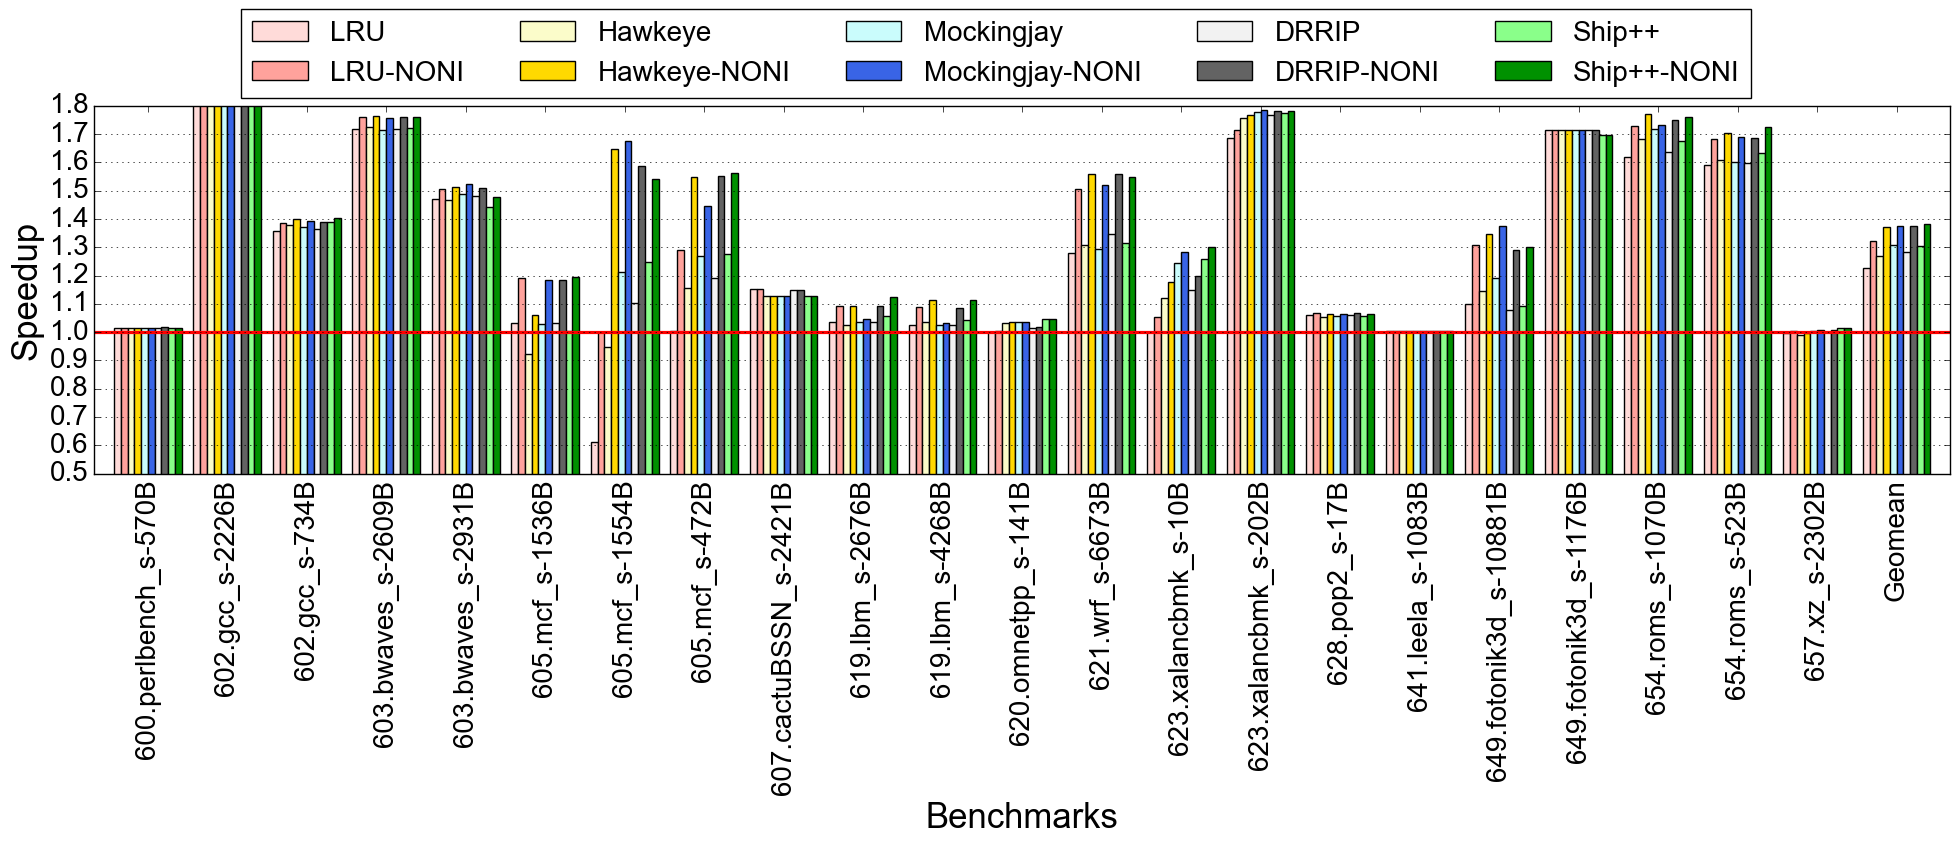 LRU
Hawkeye
Mockingjay
DRRIP
Ship++
LRU-NONI
Hawkeye-NONI
Mockingjay-NONI
DRRIP-NONI
Ship++-NONI
Speedup
1.8
1.7
1.6
1.5
1.4
1.3
1.2
1.1
1.0
0.9
0.8
0.7
0.6
0.5
600.perlbench_s-570B
602.gcc_s-2226B
602.gcc_s-734B
603.bwaves_s-2609B
603.bwaves_s-2931B
605.mcf_s-1536B
605.mcf_s-1554B
605.mcf_s-472B
607.cactuBSSN_s-2421B
619.lbm_s-2676B
619.lbm_s-4268B
620.omnetpp_s-141B
621.wrf_s-6673B
623.xalancbmk_s-10B
623.xalancbmk_s-202B
628.pop2_s-17B
641.leela_s-1083B
649.fotonik3d_s-10881B
649.fotonik3d_s-1176B
654.roms_s-1070B
654.roms_s-523B
657.xz_s-2302B
Geomean
Benchmarks